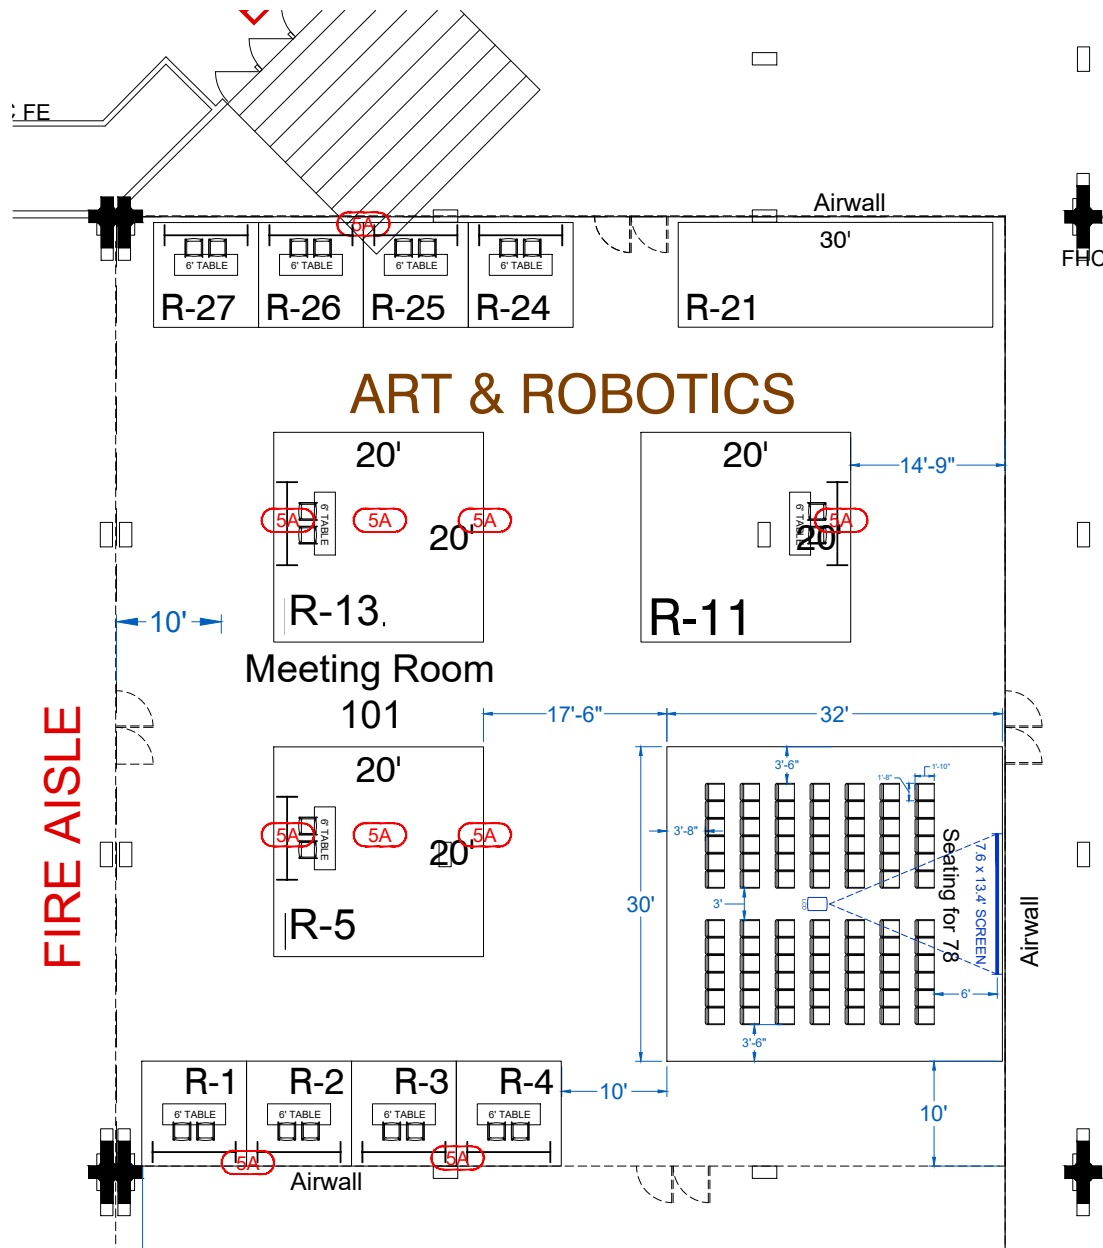 C FE
Airwall
30'
FHC
5A
6' TABLE
6' TABLE
6' TABLE
6' TABLE
R-27
R-26
R-25
R-24
R-21
ART & ROBOTICS
20'
20'
14'-9"
5A
6' TABLE
5A
5A
20'
6' TABLE
5A
20'
R-13
R-11
10'
Meeting Room
101
17'-6"
32'
FIRE AISLE
20'
3'-6"
1'-8"
1'-10"
5A
6' TABLE
5A
5A
20'
3'-8"
Seating for 78
7.6 x 13.4' SCREEN
Airwall
30'
3'
R-5
6'
3'-6"
R-1
R-2
R-3
R-4
10'
10'
6' TABLE
6' TABLE
6' TABLE
6' TABLE
5A
5A
Airwall